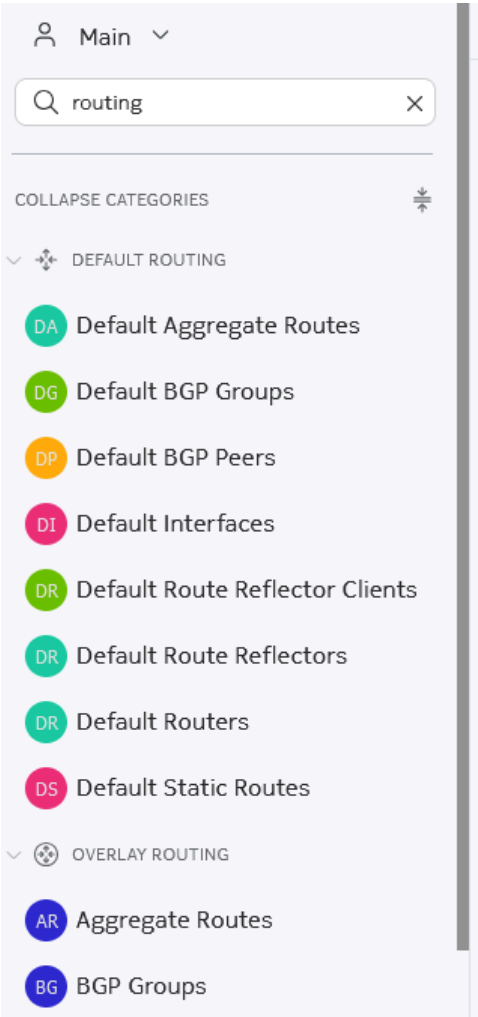 Main
routing
COLLAPSE CATEGORIES
DEFAULT ROUTING
DA Default Aggregate Routes
DG Default BGP Groups
DP Default BGP Peers
DI Default Interfaces
DR Default Route Reflector Clients
DR Default Route Reflectors
DR Default Routers
DS Default Static Routes
OVERLAY ROUTING
AR Aggregate Routes
BG BGP Groups